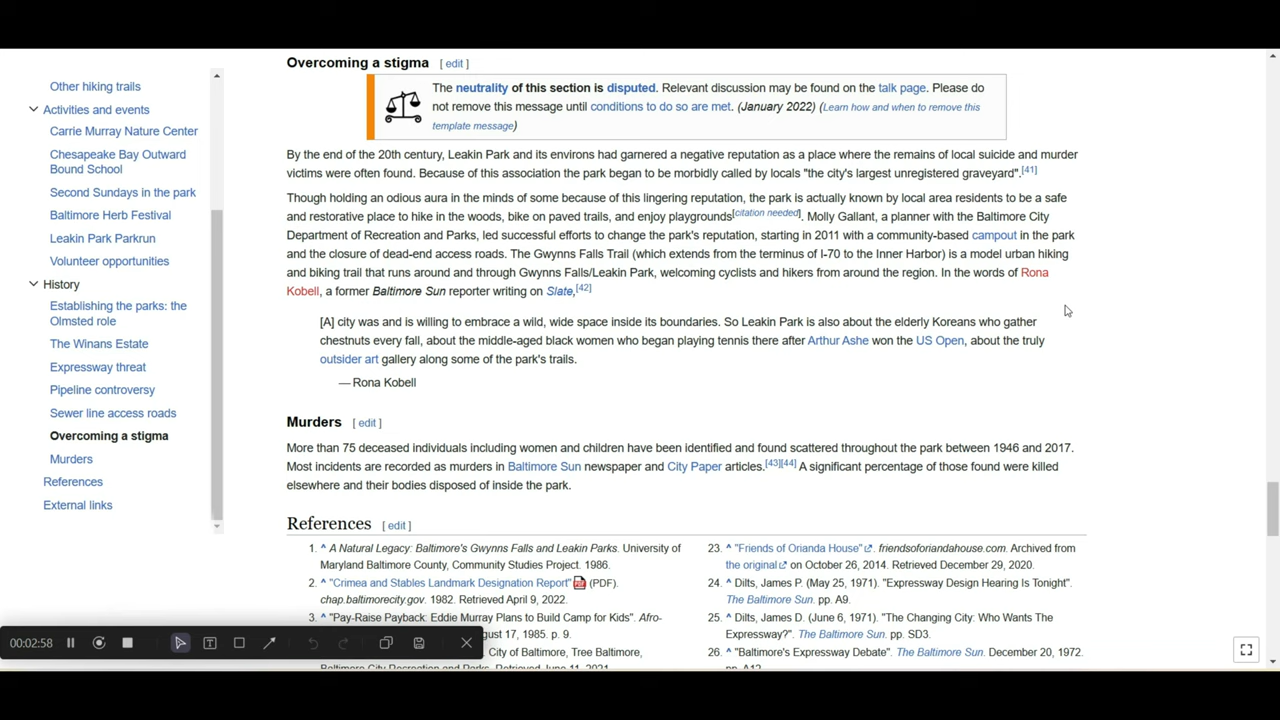 Overcoming a stigma [ edit ]
The neutrality of this section is disputed. Relevant discussion may be found on the talk page. Please do
not remove this message until conditions to do so are met. (January 2022) (Learn how and when to remove this
template message)
By the end of the 20th century, Leakin Park and its environs had garnered a negative reputation as a place where the remains of local suicide and murder
victims were often found. Because of this association the park began to be morbidly called by locals "the city's largest unregistered graveyard".[41]
Though holding an odious aura in the minds of some because of this lingering reputation, the park is actually known by local area residents to be a safe
and restorative place to hike in the woods, bike on paved trails, and enjoy playgrounds[citation needed]. Molly Gallant, a planner with the Baltimore City
Department of Recreation and Parks, led successful efforts to change the park's reputation, starting in 2011 with a community-based campout in the park
and the closure of dead-end access roads. The Gwynns Falls Trail (which extends from the terminus of I-70 to the Inner Harbor) is a model urban hiking
and biking trail that runs around and through Gwynns Falls/Leakin Park, welcoming cyclists and hikers from around the region. In the words of Rona
Kobell, a former Baltimore Sun reporter writing on Slate,[42]
[A] city was and is willing to embrace a wild, wide space inside its boundaries. So Leakin Park is also about the elderly Koreans who gather
chestnuts every fall, about the middle-aged black women who began playing tennis there after Arthur Ashe won the US Open, about the truly
outsider art gallery along some of the park's trails.
— Rona Kobell
Murders [ edit ]
More than 75 deceased individuals including women and children have been identified and found scattered throughout the park between 1946 and 2017.
Most incidents are recorded as murders in Baltimore Sun newspaper and City Paper articles.[43][44] A significant percentage of those found were killed
elsewhere and their bodies disposed of inside the park.
References [ edit ]
1. ^ A Natural Legacy: Baltimore's Gwynns Falls and Leakin Parks. University of
Maryland Baltimore County, Community Studies Project. 1986.
2. ^ "Crimea and Stables Landmark Designation Report" (PDF).
chap.baltimorecity.gov. 1982. Retrieved April 9, 2022.
3. ^ "Pay-Raise Payback: Eddie Murray Plans to Build Camp for Kids". Afro-
gust 17, 1985. p. 9.
City of Baltimore, Tree Baltimore,
Baltimore City Recreation and Parks. Retrieved June 11, 2021.
23. ^ "Friends of Orianda House". friendsoforiandahouse.com. Archived from
the original on October 26, 2014. Retrieved December 29, 2020.
24. ^ Dilts, James P. (May 25, 1971). "Expressway Design Hearing Is Tonight".
The Baltimore Sun. pp. A9.
25. ^ Dilts, James D. (June 6, 1971). "The Changing City: Who Wants The
Expressway?". The Baltimore Sun. pp. SD3.
26. ^ "Baltimore's Expressway Debate". The Baltimore Sun. December 20, 1972.
pp. A12.
Other hiking trails
Activities and events
Carrie Murray Nature Center
Chesapeake Bay Outward
Bound School
Second Sundays in the park
Baltimore Herb Festival
Leakin Park Parkrun
Volunteer opportunities
History
Establishing the parks: the
Olmsted role
The Winans Estate
Expressway threat
Pipeline controversy
Sewer line access roads
Overcoming a stigma
Murders
References
External links
00:02:58